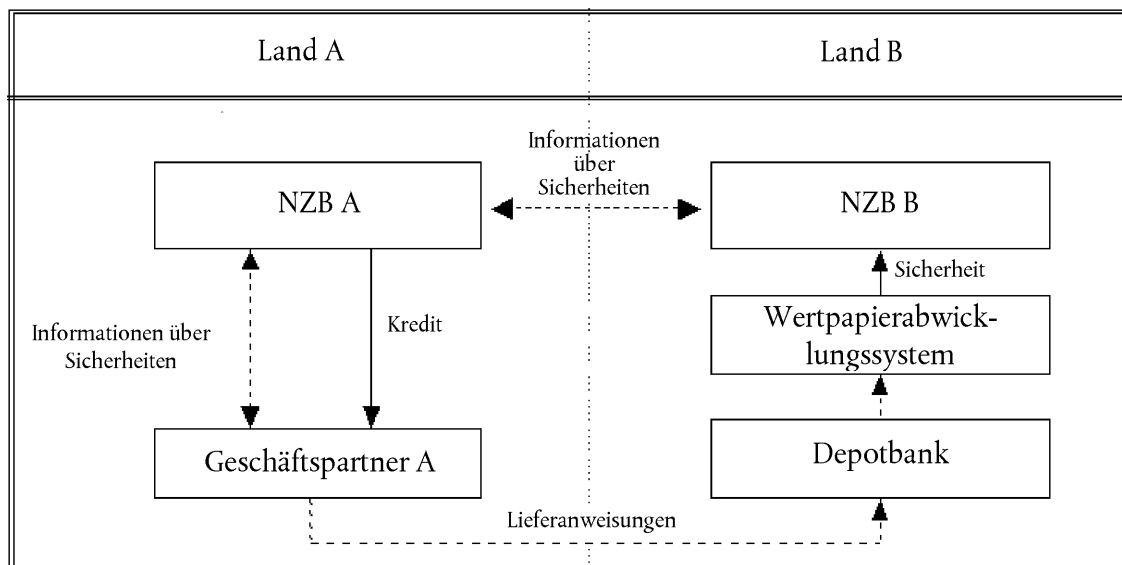 Land A
Land B
Informationen
über
Sicherheiten
NZB A
NZB B
Sicherheit
Informationen über
Sicherheiten
Kredit
Wertpapierabwick-
lungssystem
Geschäftspartner A
Depotbank
Lieferanweisungen